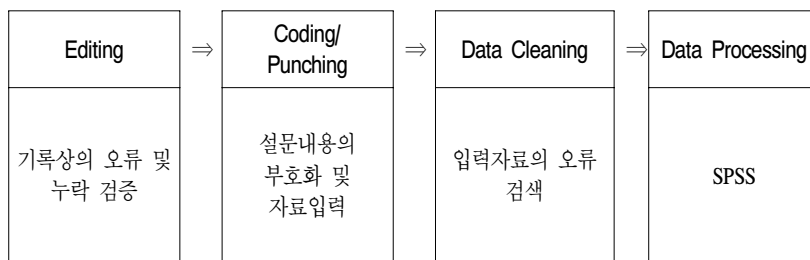 Editing
⇒
Coding/
Punching
⇒
Data Cleaning
⇒
Data Processing
기록상의 오류 및
누락 검증
설문내용의
부호화 및
자료입력
입력자료의 오류
검색
SPSS